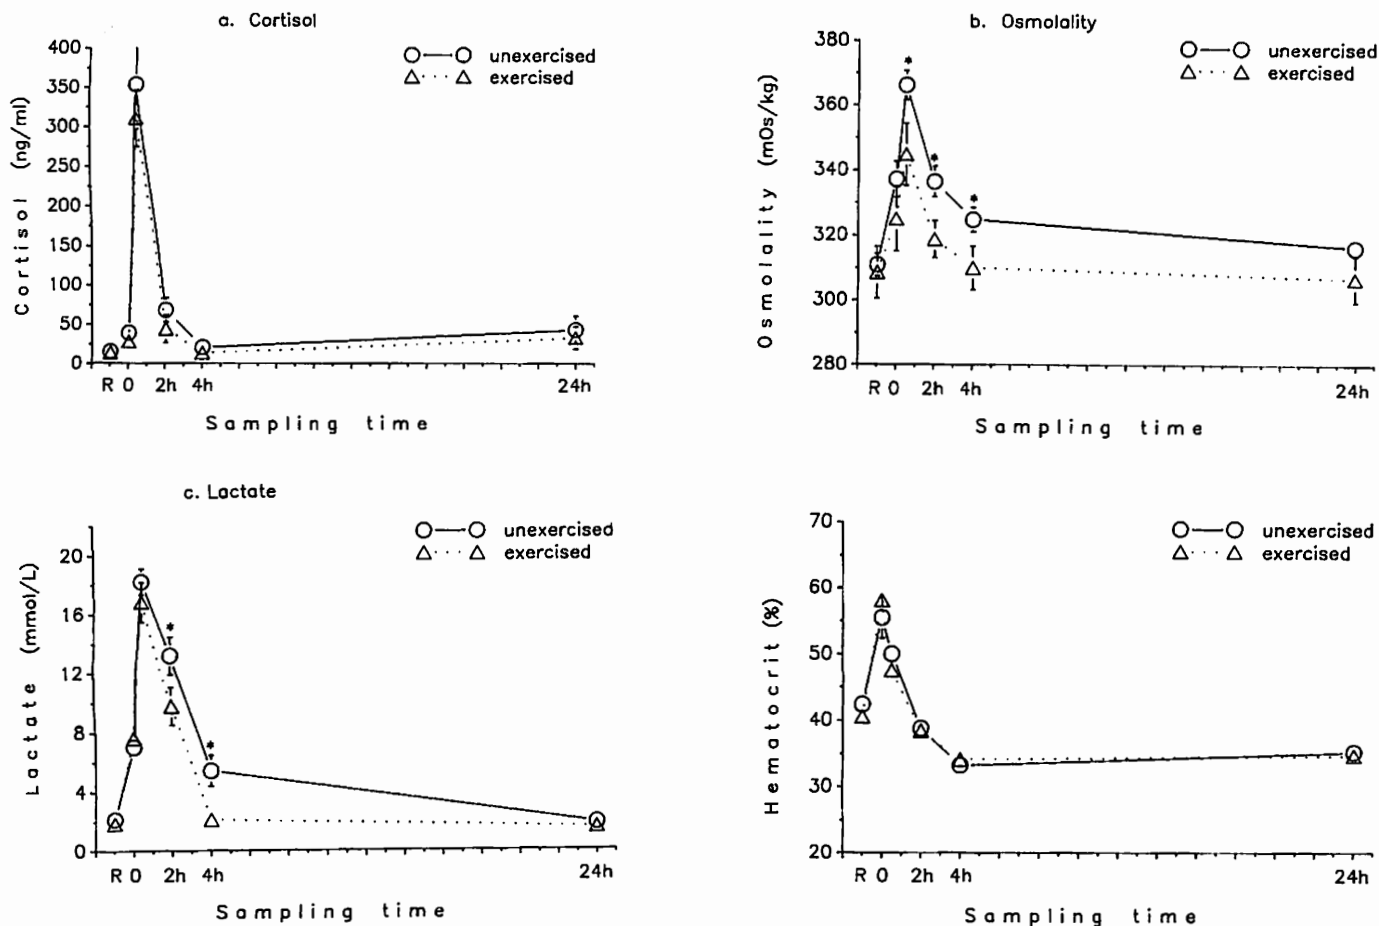 a. Cortisol
unexercised
exercised
400
350
300
250
200
150
100
50
0
Cortisol (ng/ml)
R 0 2h 4h 24h
Sampling time
b. Osmolality
unexercised
exercised
380
360
340
320
300
280
Osmolality (mOs/kg)
* * *
R 0 2h 4h 24h
Sampling time
c. Lactate
unexercised
exercised
20
16
12
8
4
0
Lactate (mmol/L)
* *
R 0 2h 4h 24h
Sampling time
unexercised
exercised
70
60
50
40
30
20
Hematocrit (%)
R 0 2h 4h 24h
Sampling time